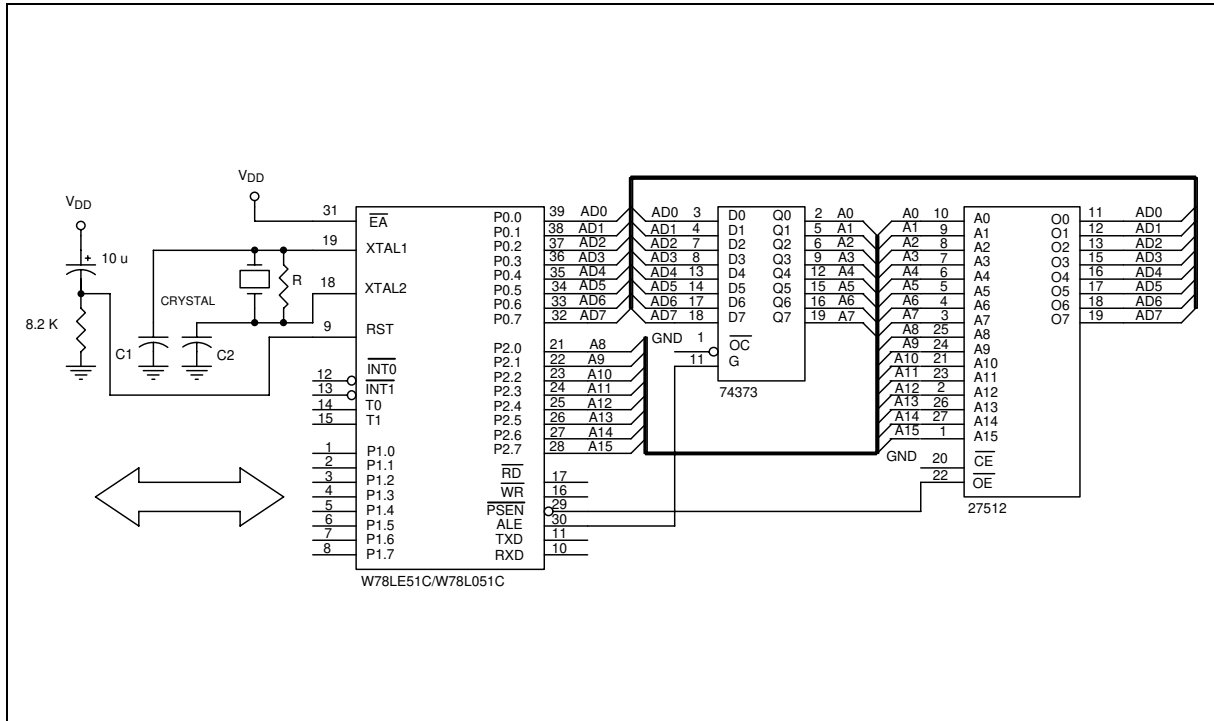 VDD
VDD
10 u
8.2 K
C1
C2
CRYSTAL
R
31 EA
19 XTAL1
18 XTAL2
9 RST
12 INT0
13 INT1
14 T0
15 T1
1 P1.0
2 P1.1
3 P1.2
4 P1.3
5 P1.4
6 P1.5
7 P1.6
8 P1.7
P0.0 39 AD0
P0.1 38 AD1
P0.2 37 AD2
P0.3 36 AD3
P0.4 35 AD4
P0.5 34 AD5
P0.6 33 AD6
P0.7 32 AD7
P2.0 21 A8
P2.1 22 A9
P2.2 23 A10
P2.3 24 A11
P2.4 25 A12
P2.5 26 A13
P2.6 27 A14
P2.7 28 A15
RD 17
WR 16
PSEN 29
ALE 30
TXD 11
RXD 10
W78LE51C/W78L051C
AD0 3 D0 Q0 2 A0
AD1 4 D1 Q1 5 A1
AD2 7 D2 Q2 6 A2
AD3 8 D3 Q3 9 A3
AD4 13 D4 Q4 12 A4
AD5 14 D5 Q5 15 A5
AD6 17 D6 Q6 16 A6
AD7 18 D7 Q7 19 A7
GND 1 OC
11 G
74373
A0 10 A0 O0 11 AD0
A1 9 A1 O1 12 AD1
A2 8 A2 O2 13 AD2
A3 7 A3 O3 15 AD3
A4 6 A4 O4 16 AD4
A5 5 A5 O5 17 AD5
A6 4 A6 O6 18 AD6
A7 3 A7 O7 19 AD7
A8 25 A8
A9 24 A9
A10 21 A10
A11 23 A11
A12 2 A12
A13 26 A13
A14 27 A14
A15 1 A15
GND 20 CE
22 OE
27512